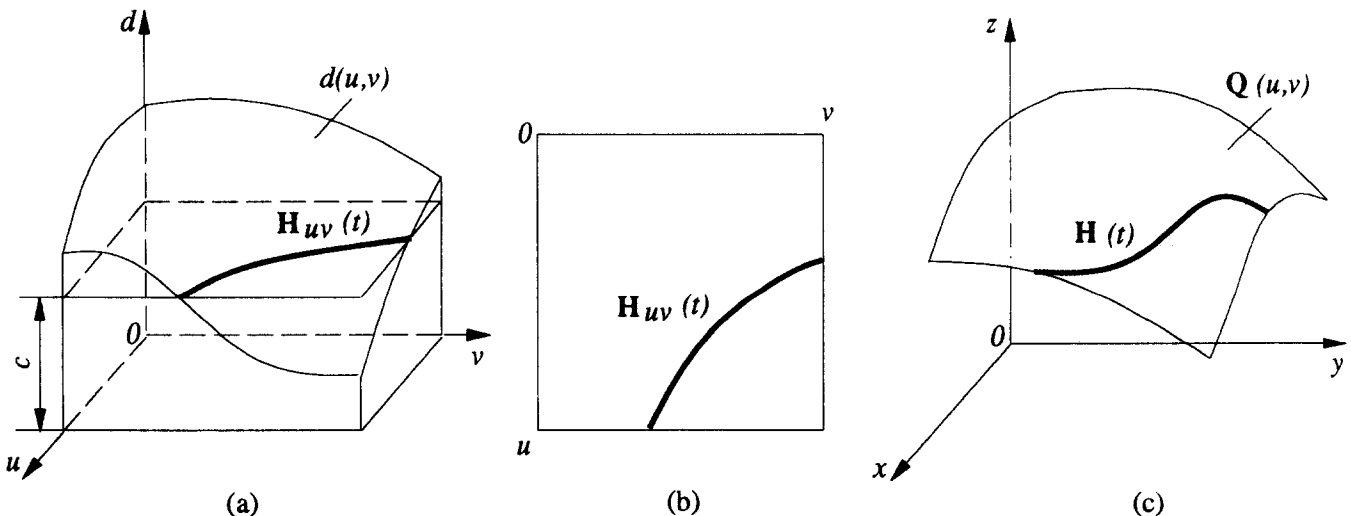 d
d(u,v)
H uv (t)
0
v
c
u
(a)
0
v
H uv (t)
u
(b)
z
Q (u,v)
H (t)
0
y
x
(c)